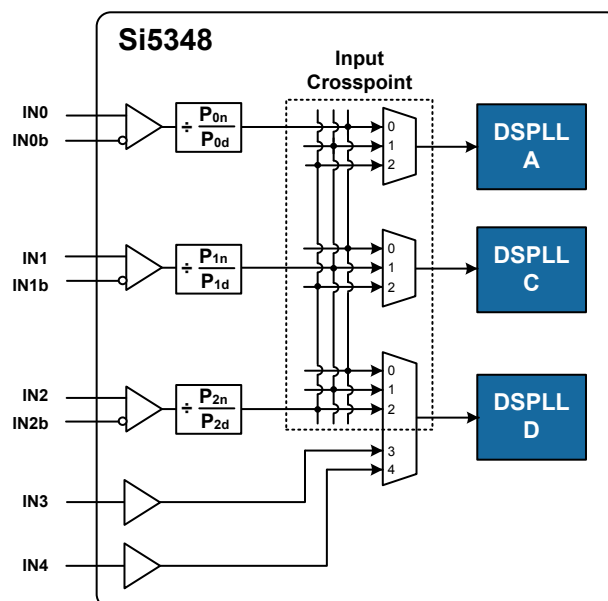 Si5348
Input
Crosspoint
IN0
IN0b
÷ P0n
P0d
0
1
2
DSPLL
A
IN1
IN1b
÷ P1n
P1d
0
1
2
DSPLL
C
IN2
IN2b
÷ P2n
P2d
0
1
2
3
4
DSPLL
D
IN3
IN4